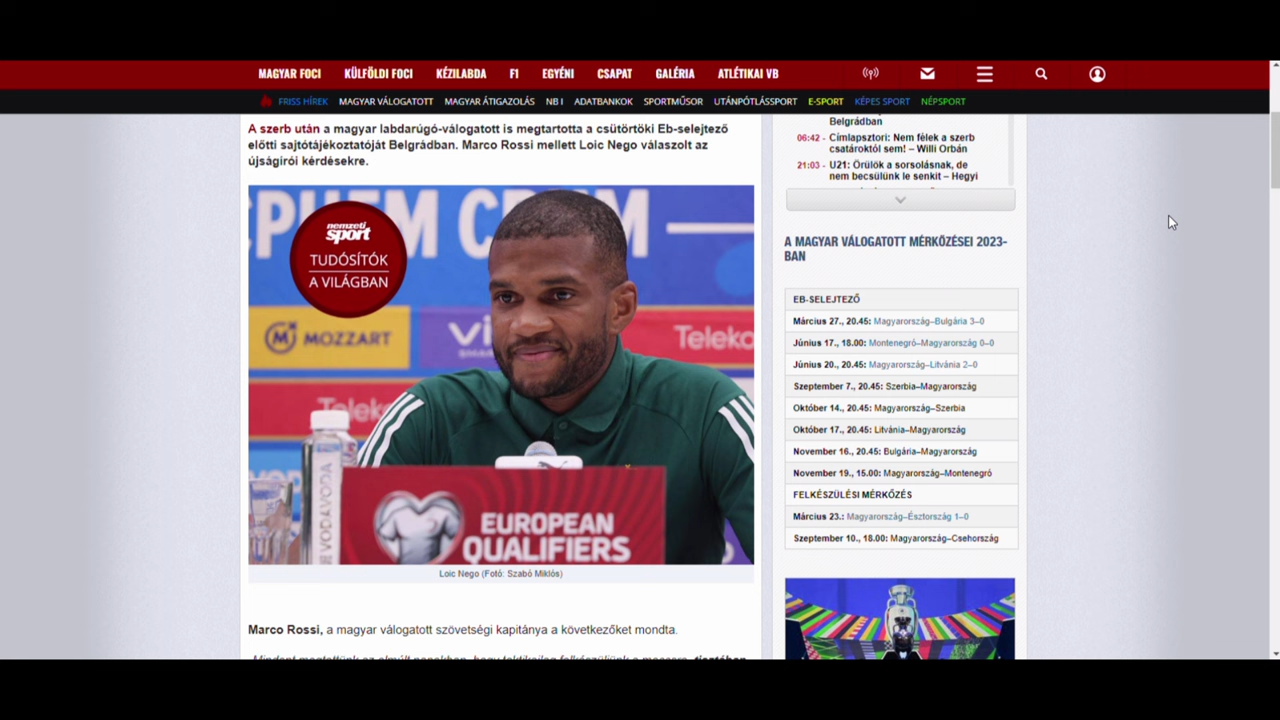 MAGYAR FOCI KÜLFÖLDI FOCI KÉZILABDA F1 EGYÉNI CSAPAT GALÉRIA ATLÉTIKAI VB
FRISS HÍREK MAGYAR VÁLOGATOTT MAGYAR ÁTIGAZOLÁS NB I ADATBANKOK SPORTMŰSOR UTÁNPÓTLÁSSPORT E-SPORT KÉPES SPORT NÉPSPORT
A szerb után a magyar labdarúgó-válogatott is megtartotta a csütörtöki Eb-selejtező
előtti sajtótájékoztatóját Belgrádban. Marco Rossi mellett Loic Nego válaszolt az
újságírói kérdésekre.
nemzeti
sport
TUDÓSÍTÓK
A VILÁGBAN
MOZZART
Teleko
VODAVODA
EUROPEAN
QUALIFIERS
Loic Nego (Fotó: Szabó Miklós)
Marco Rossi, a magyar válogatott szövetségi kapitánya a következőket mondta.
Belgrádban
06:42 - Címlapsztori: Nem félek a szerb
csatároktól sem! – Willi Orbán
21:03 - U21: Örülök a sorsolásnak, de
nem becsülünk le senkit – Hegyi
A MAGYAR VÁLOGATOTT MÉRKŐZÉSEI 2023-
BAN
EB-SELEJTEZŐ
Március 27., 20.45: Magyarország–Bulgária 3–0
Június 17., 18.00: Montenegró–Magyarország 0–0
Június 20., 20.45: Magyarország–Litvánia 2–0
Szeptember 7., 20.45: Szerbia–Magyarország
Október 14., 20.45: Magyarország–Szerbia
Október 17., 20.45: Litvánia–Magyarország
November 16., 20.45: Bulgária–Magyarország
November 19., 15.00: Magyarország–Montenegró
FELKÉSZÜLÉSI MÉRKŐZÉS
Március 23.: Magyarország–Észtország 1–0
Szeptember 10., 18.00: Magyarország–Csehország